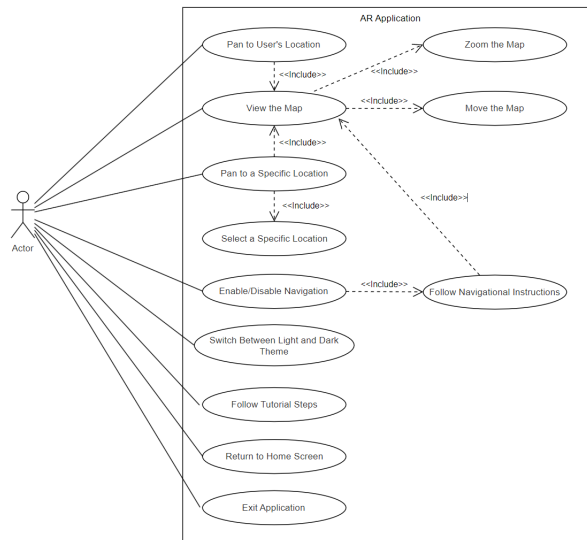 AR Application
Pan to User's Location
Zoom the Map
<<Include>>
<<Include>>
View the Map
<<Include>>
Move the Map
<<Include>>
Pan to a Specific Location
<<Include>>
<<Include>>
Actor
Select a Specific Location
Enable/Disable Navigation
<<Include>>
Follow Navigational Instructions
Switch Between Light and Dark
Theme
Follow Tutorial Steps
Return to Home Screen
Exit Application